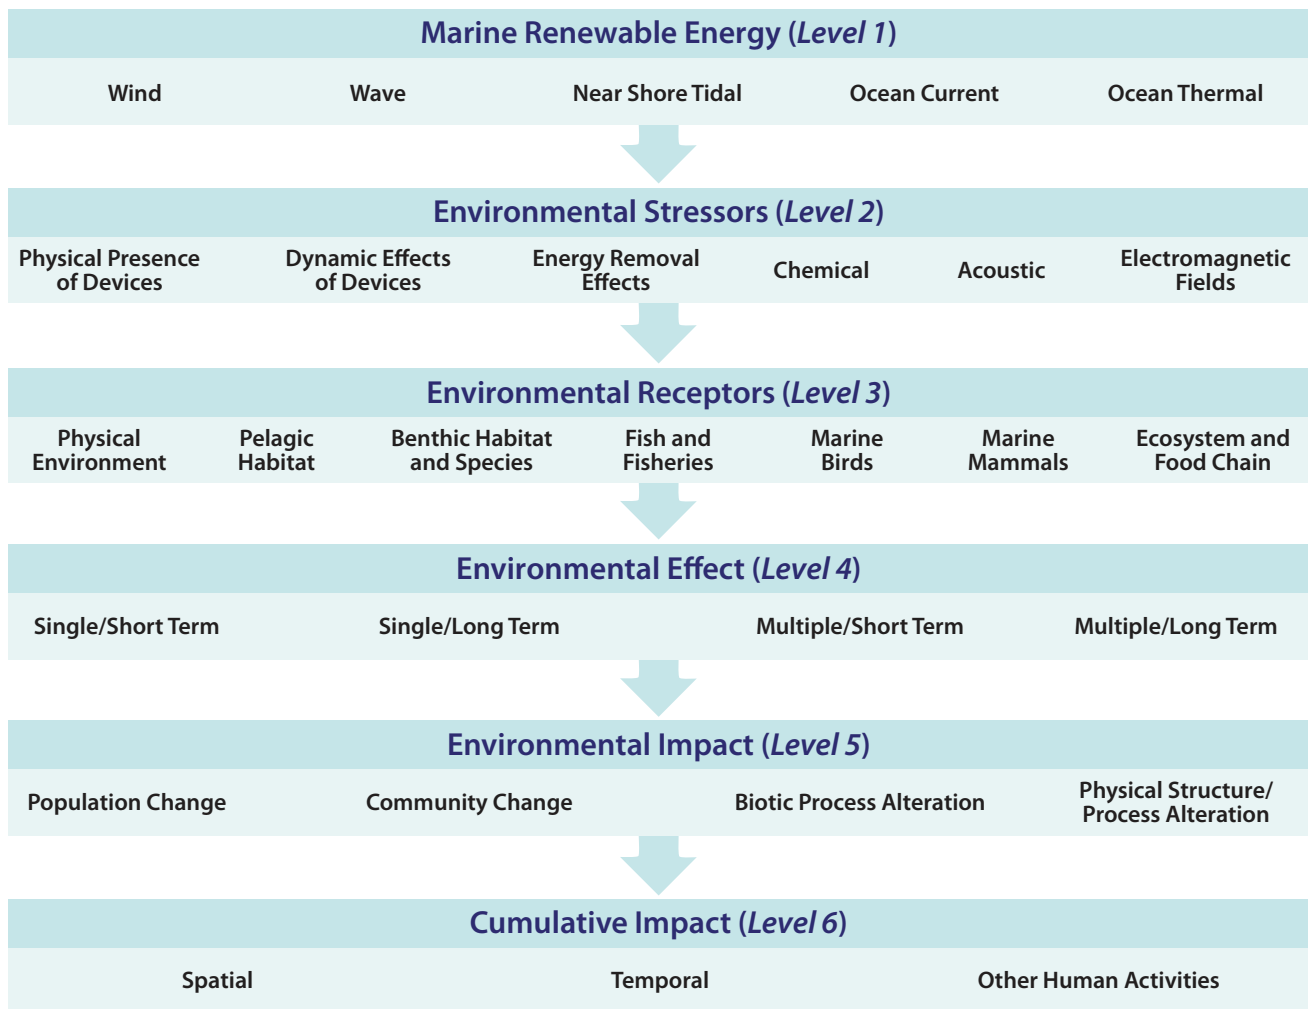 Marine Renewable Energy (Level 1)
Wind Wave Near Shore Tidal Ocean Current Ocean Thermal
Environmental Stressors (Level 2)
Physical Presence of Devices
Dynamic Effects of Devices
Energy Removal Effects
Chemical
Acoustic
Electromagnetic Fields
Environmental Receptors (Level 3)
Physical Environment
Pelagic Habitat
Benthic Habitat and Species
Fish and Fisheries
Marine Birds
Marine Mammals
Ecosystem and Food Chain
Environmental Effect (Level 4)
Single/Short Term Single/Long Term Multiple/Short Term Multiple/Long Term
Environmental Impact (Level 5)
Population Change
Community Change
Biotic Process Alteration
Physical Structure/ Process Alteration
Cumulative Impact (Level 6)
Spatial Temporal Other Human Activities